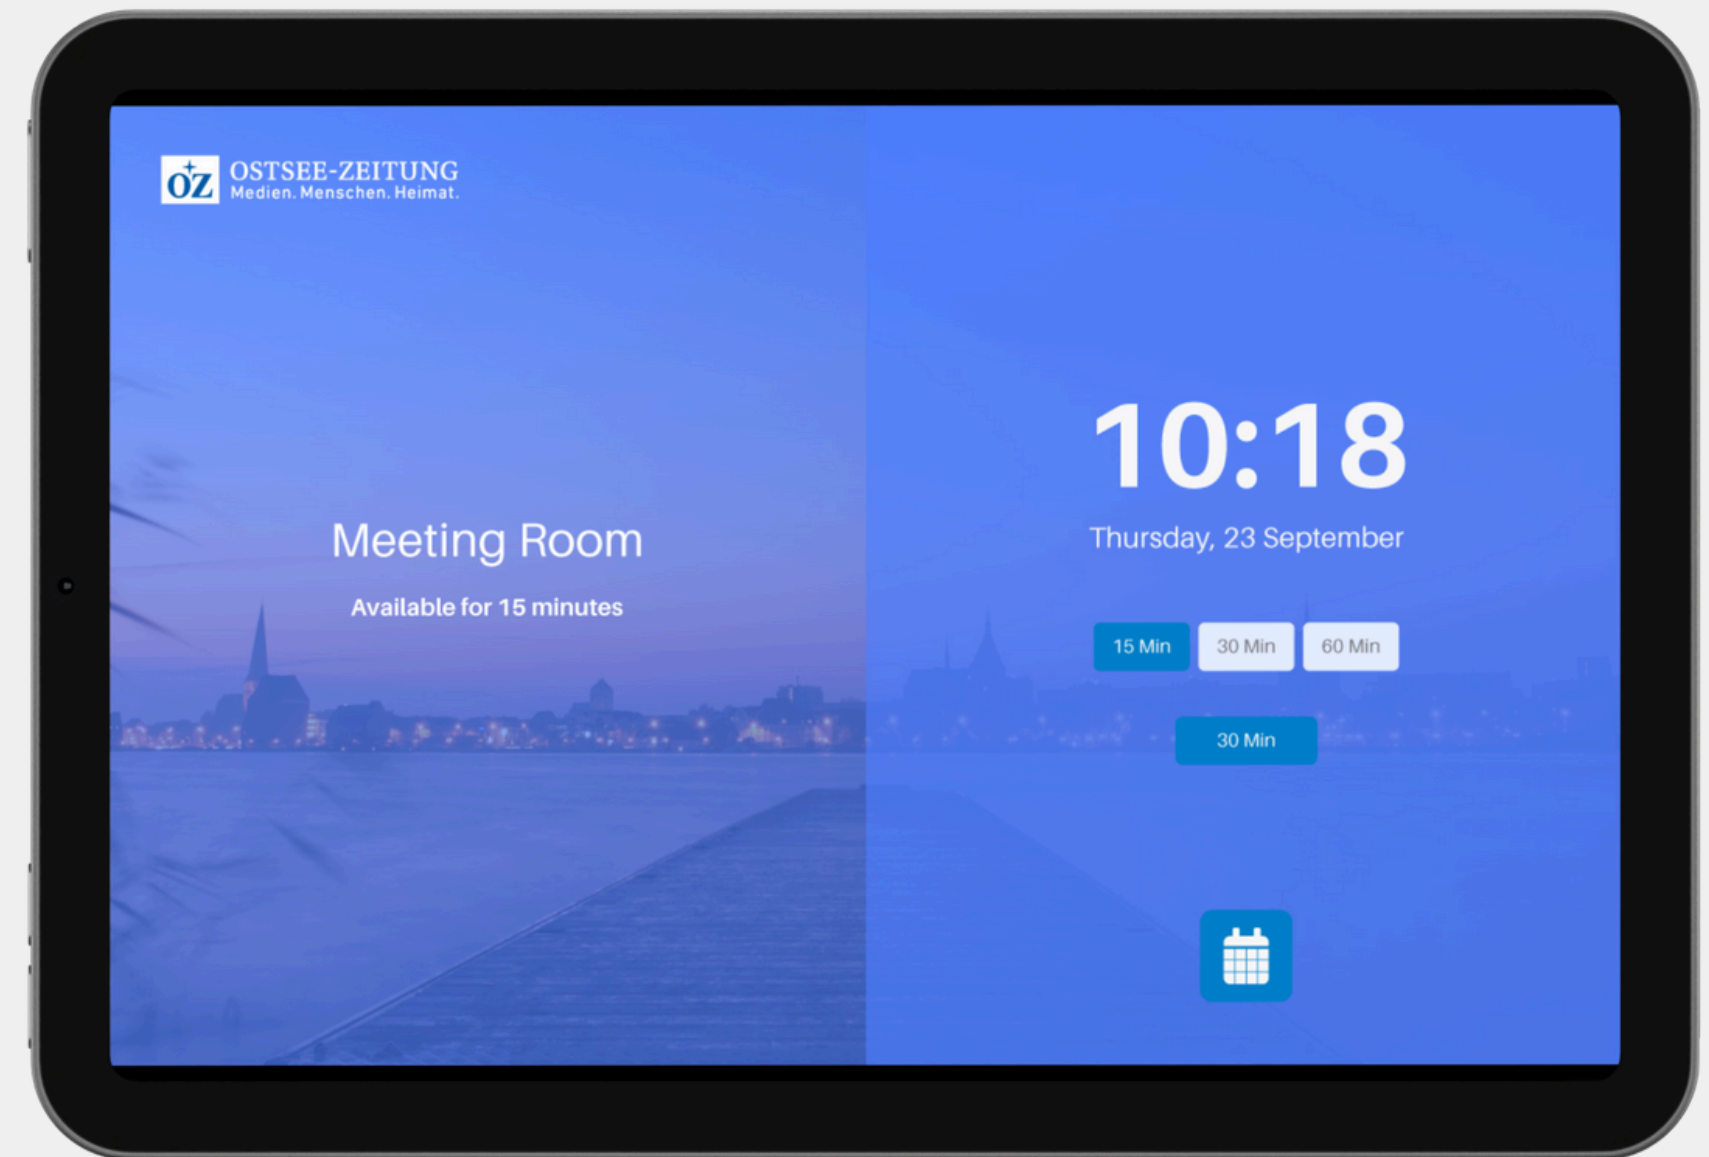 OZ
OSTSEE-ZEITUNG
Medien. Menschen. Heimat.
Meeting Room
Available for 15 minutes
10:18
Thursday, 23 September
15 Min
30 Min
60 Min
30 Min